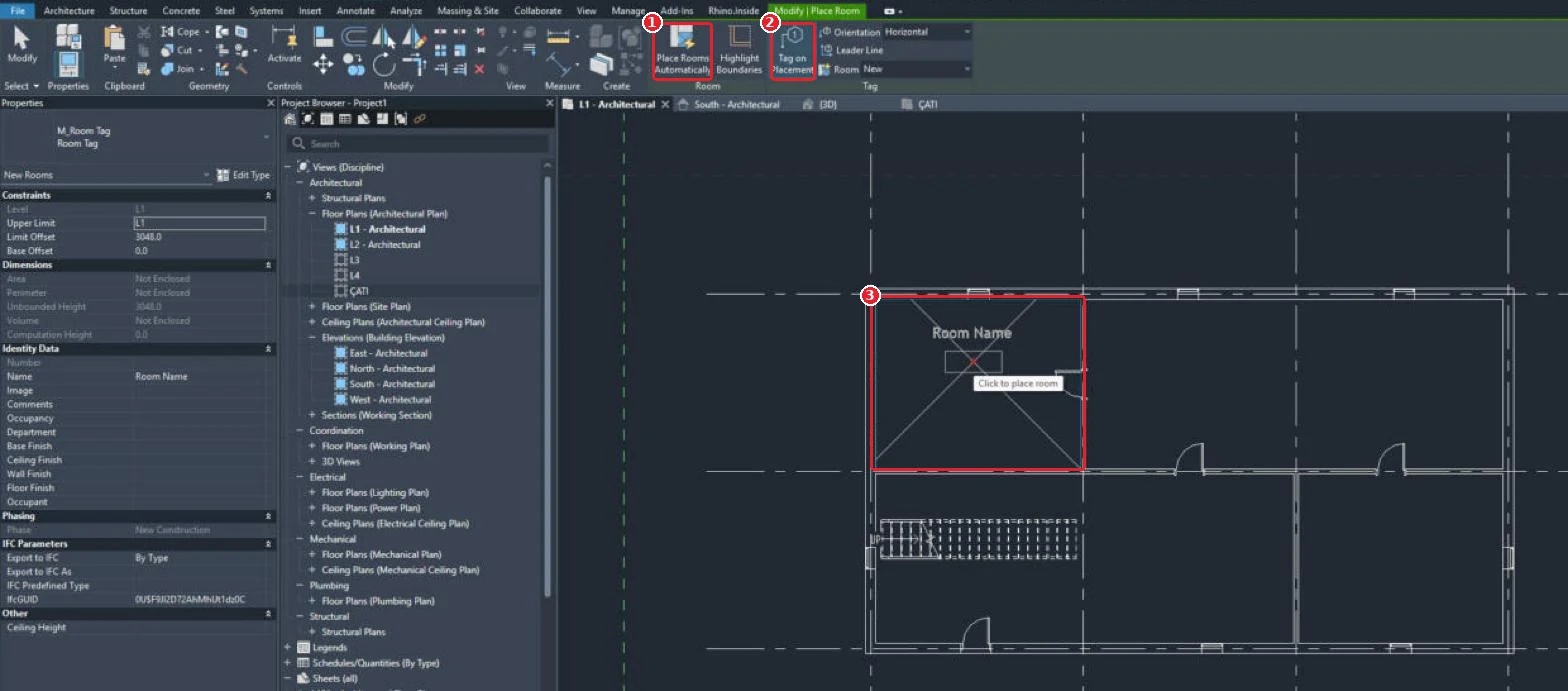 File Architecture Structure Concrete Steel Systems Insert Annotate Analyze Massing & Site Collaborate View Manage Add-Ins Rhino.Inside Modify | Place Room
1 2
Modify Paste Cope Cut Join Activate Place Rooms Automatically Highlight Boundaries Tag on Placement
Orientation Horizontal
Leader Line
Room New
Select Properties Clipboard Geometry Controls Modify View Measure Create Room Tag
Properties
M_Room Tag
Room Tag
New Rooms Edit Type
Constraints
Level L1
Upper Limit L1
Limit Offset 3048.0
Base Offset 0.0
Dimensions
Area Not Enclosed
Perimeter Not Enclosed
Unbounded Height 3048.0
Volume Not Enclosed
Computation Height 0.0
Identity Data
Number
Name Room Name
Image
Comments
Occupancy
Department
Base Finish
Ceiling Finish
Wall Finish
Floor Finish
Occupant
Phasing
Phase New Construction
IFC Parameters
Export to IFC By Type
Export to IFC As
IFC Predefined Type
Other
Ceiling Height
Project Browser - Project1
Search
Views (Discipline)
Architectural
Structural Plans
Floor Plans (Architectural Plan)
L1 - Architectural
L2 - Architectural
L3
L4
ÇATI
Floor Plans (Site Plan)
Ceiling Plans (Architectural Ceiling Plan)
Elevations (Building Elevation)
East - Architectural
North - Architectural
South - Architectural
West - Architectural
Sections (Working Section)
Coordination
Floor Plans (Working Plan)
3D Views
Electrical
Floor Plans (Lighting Plan)
Floor Plans (Power Plan)
Ceiling Plans (Electrical Ceiling Plan)
Mechanical
Floor Plans (Mechanical Plan)
Ceiling Plans (Mechanical Ceiling Plan)
Plumbing
Floor Plans (Plumbing Plan)
Structural
Structural Plans
Legends
Schedules/Quantities (By Type)
Sheets (all)
L1 - Architectural South - Architectural {3D} ÇATI
3
Room Name
Click to place room
UP